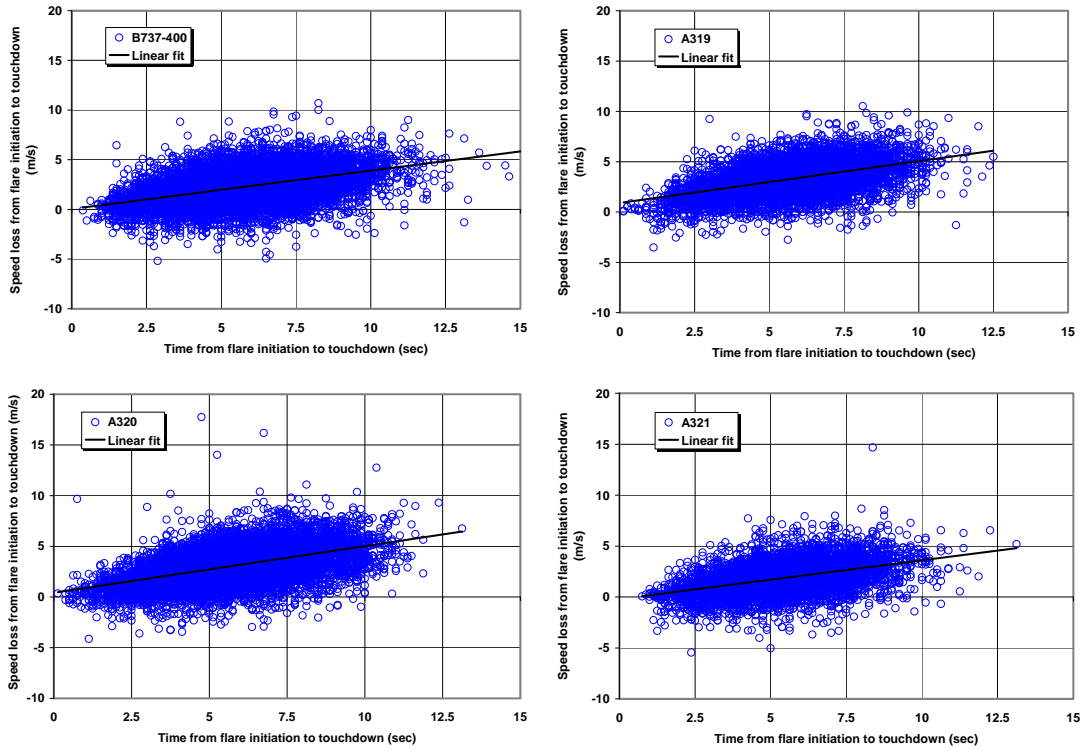 20
15
10
5
0
-5
-10
Speed loss from flare initiation to touchdown
(m/s)
B737-400
Linear fit
0 2.5 5 7.5 10 12.5 15
Time from flare initiation to touchdown (sec)
20
15
10
5
0
-5
-10
Speed loss from flare initiation to touchdown
(m/s)
A319
Linear fit
0 2.5 5 7.5 10 12.5 15
Time from flare initiation to touchdown (sec)
20
15
10
5
0
-5
-10
Speed loss from flare initiation to touchdown (m/s)
A320
Linear fit
0 2.5 5 7.5 10 12.5 15
Time from flare initiation to touchdown (sec)
20
15
10
5
0
-5
-10
Speed loss from flare initiation to touchdown
(m/s)
A321
Linear fit
0 2.5 5 7.5 10 12.5 15
Time from flare initiation to touchdown (sec)